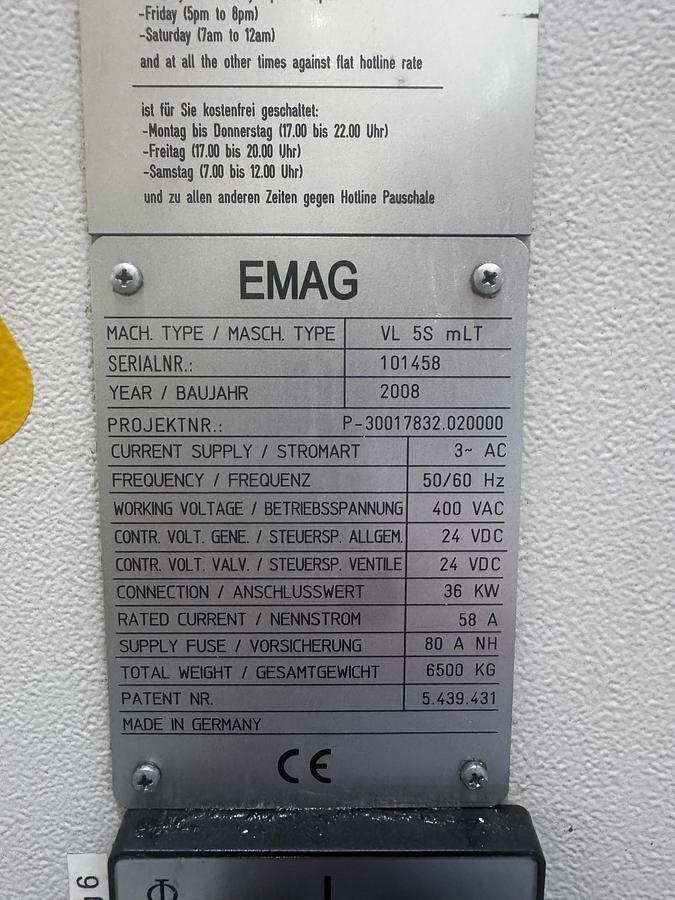 -Friday (5pm to 8pm)
-Saturday (7am to 12am)
and at all the other times against flat hotline rate
ist für Sie kostenfrei geschaltet:
-Montag bis Donnerstag (17.00 bis 22.00 Uhr)
-Freitag (17.00 bis 20.00 Uhr)
-Samstag (7.00 bis 12.00 Uhr)
und zu allen anderen Zeiten gegen Hotline Pauschale
EMAG
MACH. TYPE / MASCH. TYPE VL 5S mLT
SERIALNR.: 101458
YEAR / BAUJAHR 2008
PROJEKTNR.: P-30017832.020000
CURRENT SUPPLY / STROMART 3~ AC
FREQUENCY / FREQUENZ 50/60 Hz
WORKING VOLTAGE / BETRIEBSSPANNUNG 400 VAC
CONTR. VOLT. GENE. / STEUERSP. ALLGEM. 24 VDC
CONTR. VOLT. VALV. / STEUERSP. VENTILE 24 VDC
CONNECTION / ANSCHLUSSWERT 36 KW
RATED CURRENT / NENNSTROM 58 A
SUPPLY FUSE / VORSICHERUNG 80 A NH
TOTAL WEIGHT / GESAMTGEWICHT 6500 KG
PATENT NR. 5.439.431
MADE IN GERMANY
CE